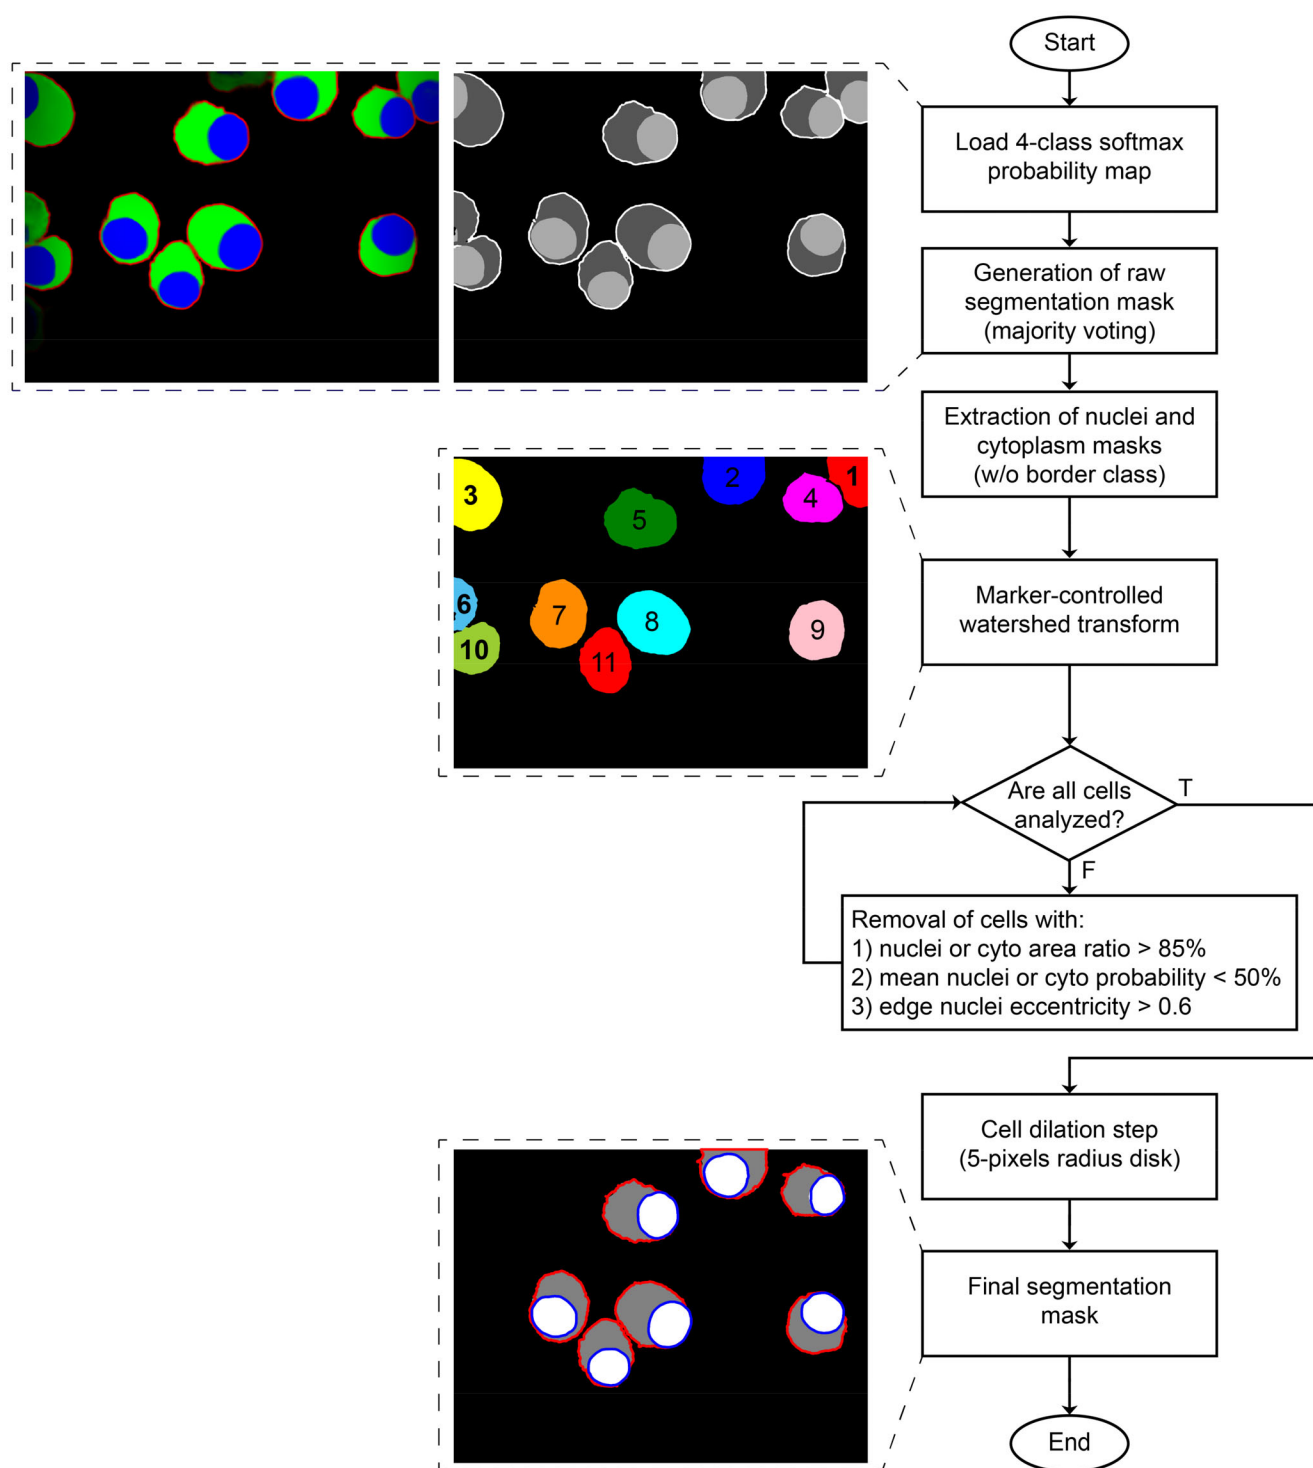 Start
Load 4-class softmax
probability map
Generation of raw
segmentation mask
(majority voting)
Extraction of nuclei and
cytoplasm masks
(w/o border class)
3
2
4
1
5
6
7
8
9
10
11
Marker-controlled
watershed transform
Are all cells
analyzed?
T
F
Removal of cells with:
1) nuclei or cyto area ratio > 85%
2) mean nuclei or cyto probability < 50%
3) edge nuclei eccentricity > 0.6
Cell dilation step
(5-pixels radius disk)
Final segmentation
mask
End